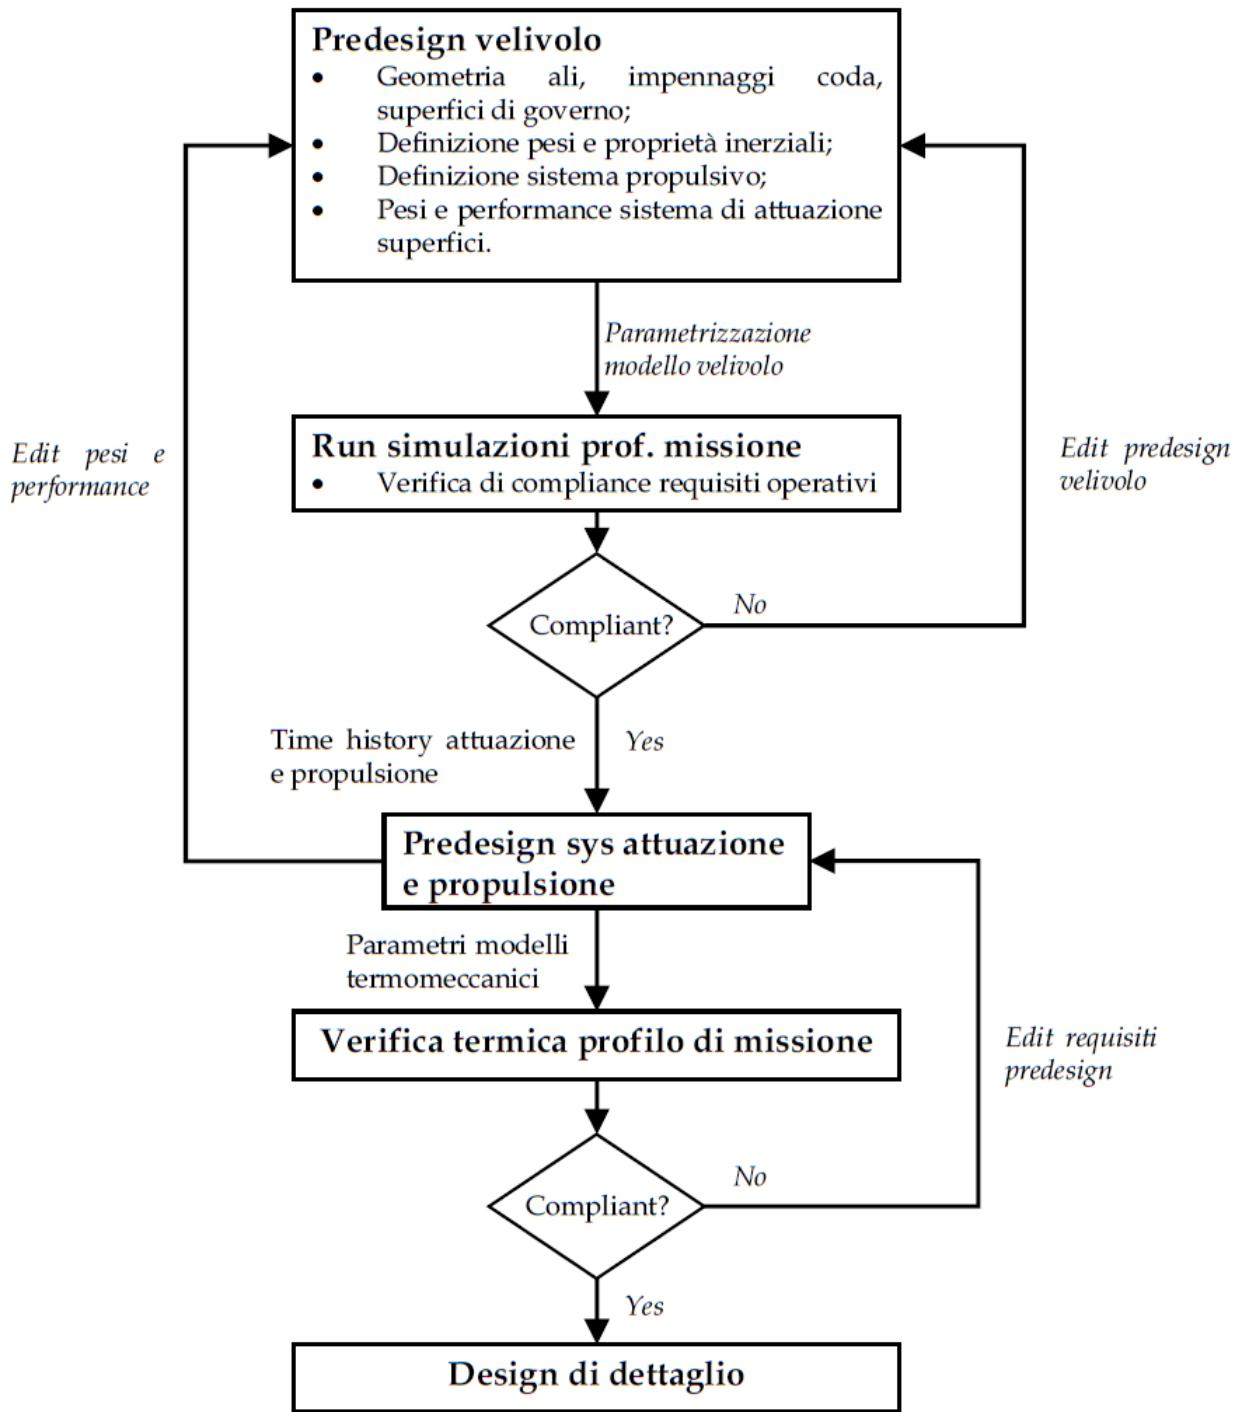 Predesign velivolo
• Geometria ali, impennaggi coda,
superfici di governo;
• Definizione pesi e proprietà inerziali;
• Definizione sistema propulsivo;
• Pesi e performance sistema di attuazione
superfici.
Parametrizzazione
modello velivolo
Edit pesi e
performance
Run simulazioni prof. missione
• Verifica di compliance requisiti operativi
Edit predesign
velivolo
Compliant?
No
Time history attuazione
e propulsione
Yes
Predesign sys attuazione
e propulsione
Parametri modelli
termomeccanici
Verifica termica profilo di missione
Edit requisiti
predesign
Compliant?
No
Yes
Design di dettaglio